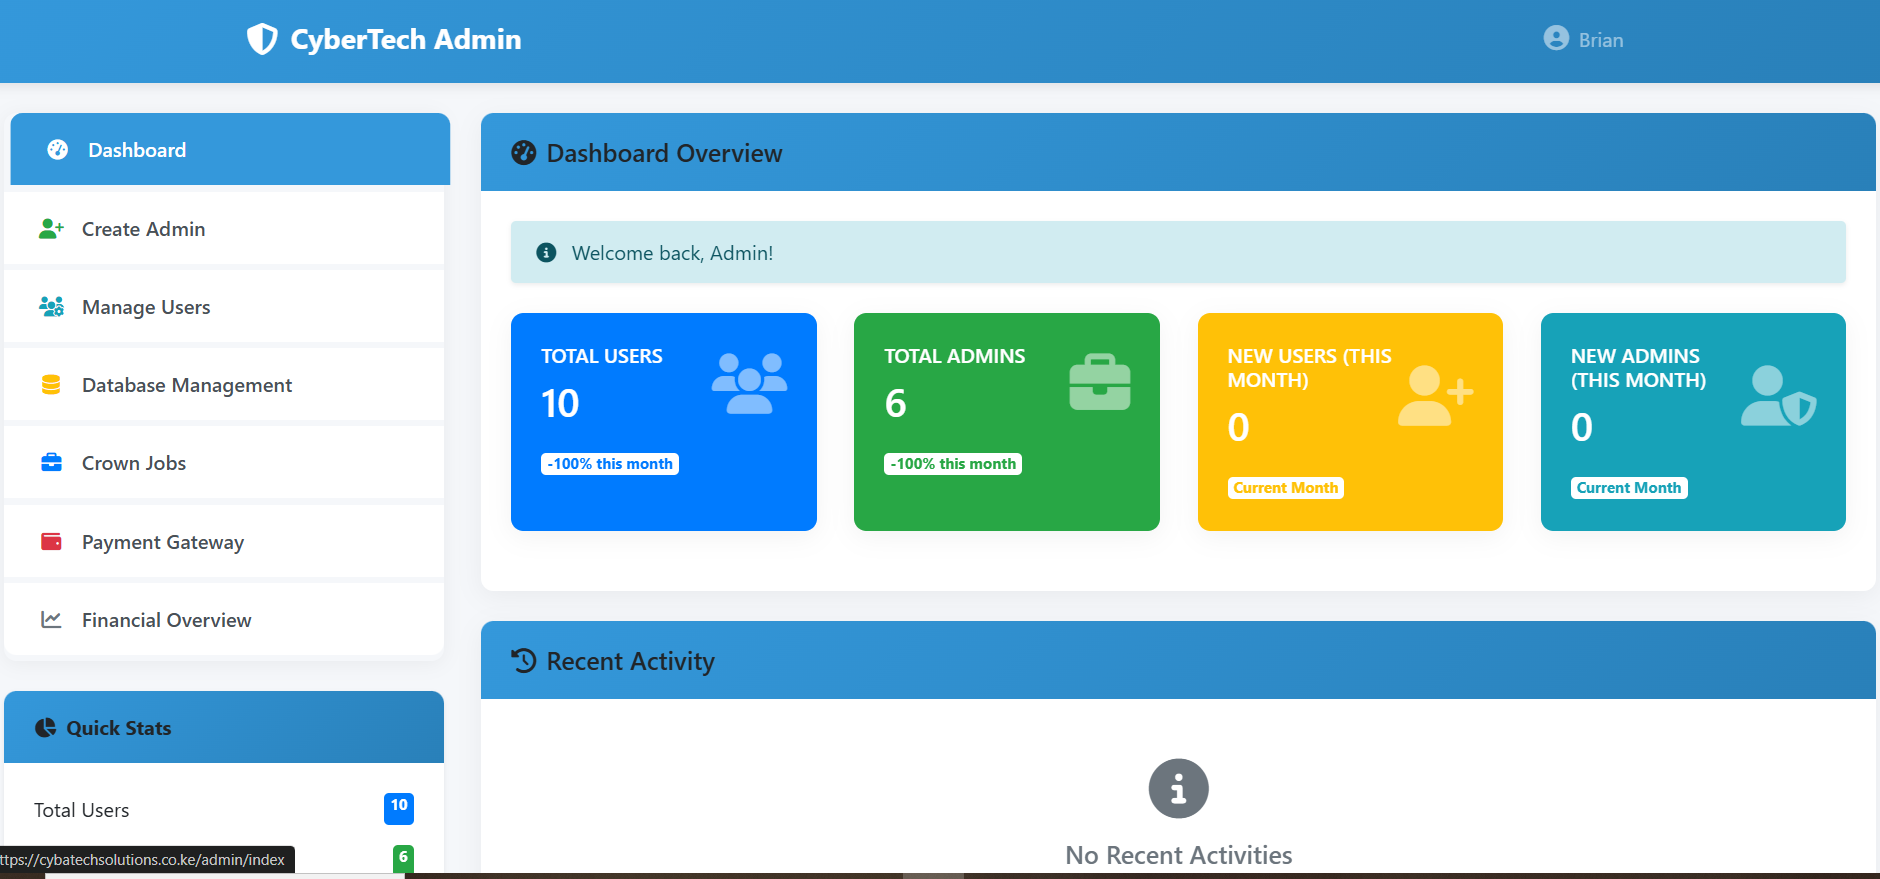 CyberTech Admin
Brian
Dashboard
Create Admin
Manage Users
Database Management
Crown Jobs
Payment Gateway
Financial Overview
Quick Stats
Total Users
10
6
ttps://cybatechsolutions.co.ke/admin/index
Dashboard Overview
Welcome back, Admin!
TOTAL USERS
10
-100% this month
TOTAL ADMINS
6
-100% this month
NEW USERS (THIS
MONTH)
0
Current Month
NEW ADMINS
(THIS MONTH)
0
Current Month
Recent Activity
No Recent Activities